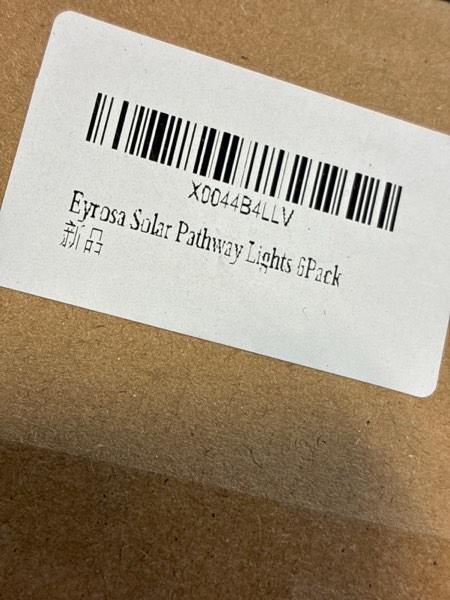 X0044B4LLV
Eyrosa Solar Pathway Lights 6Pack
新品